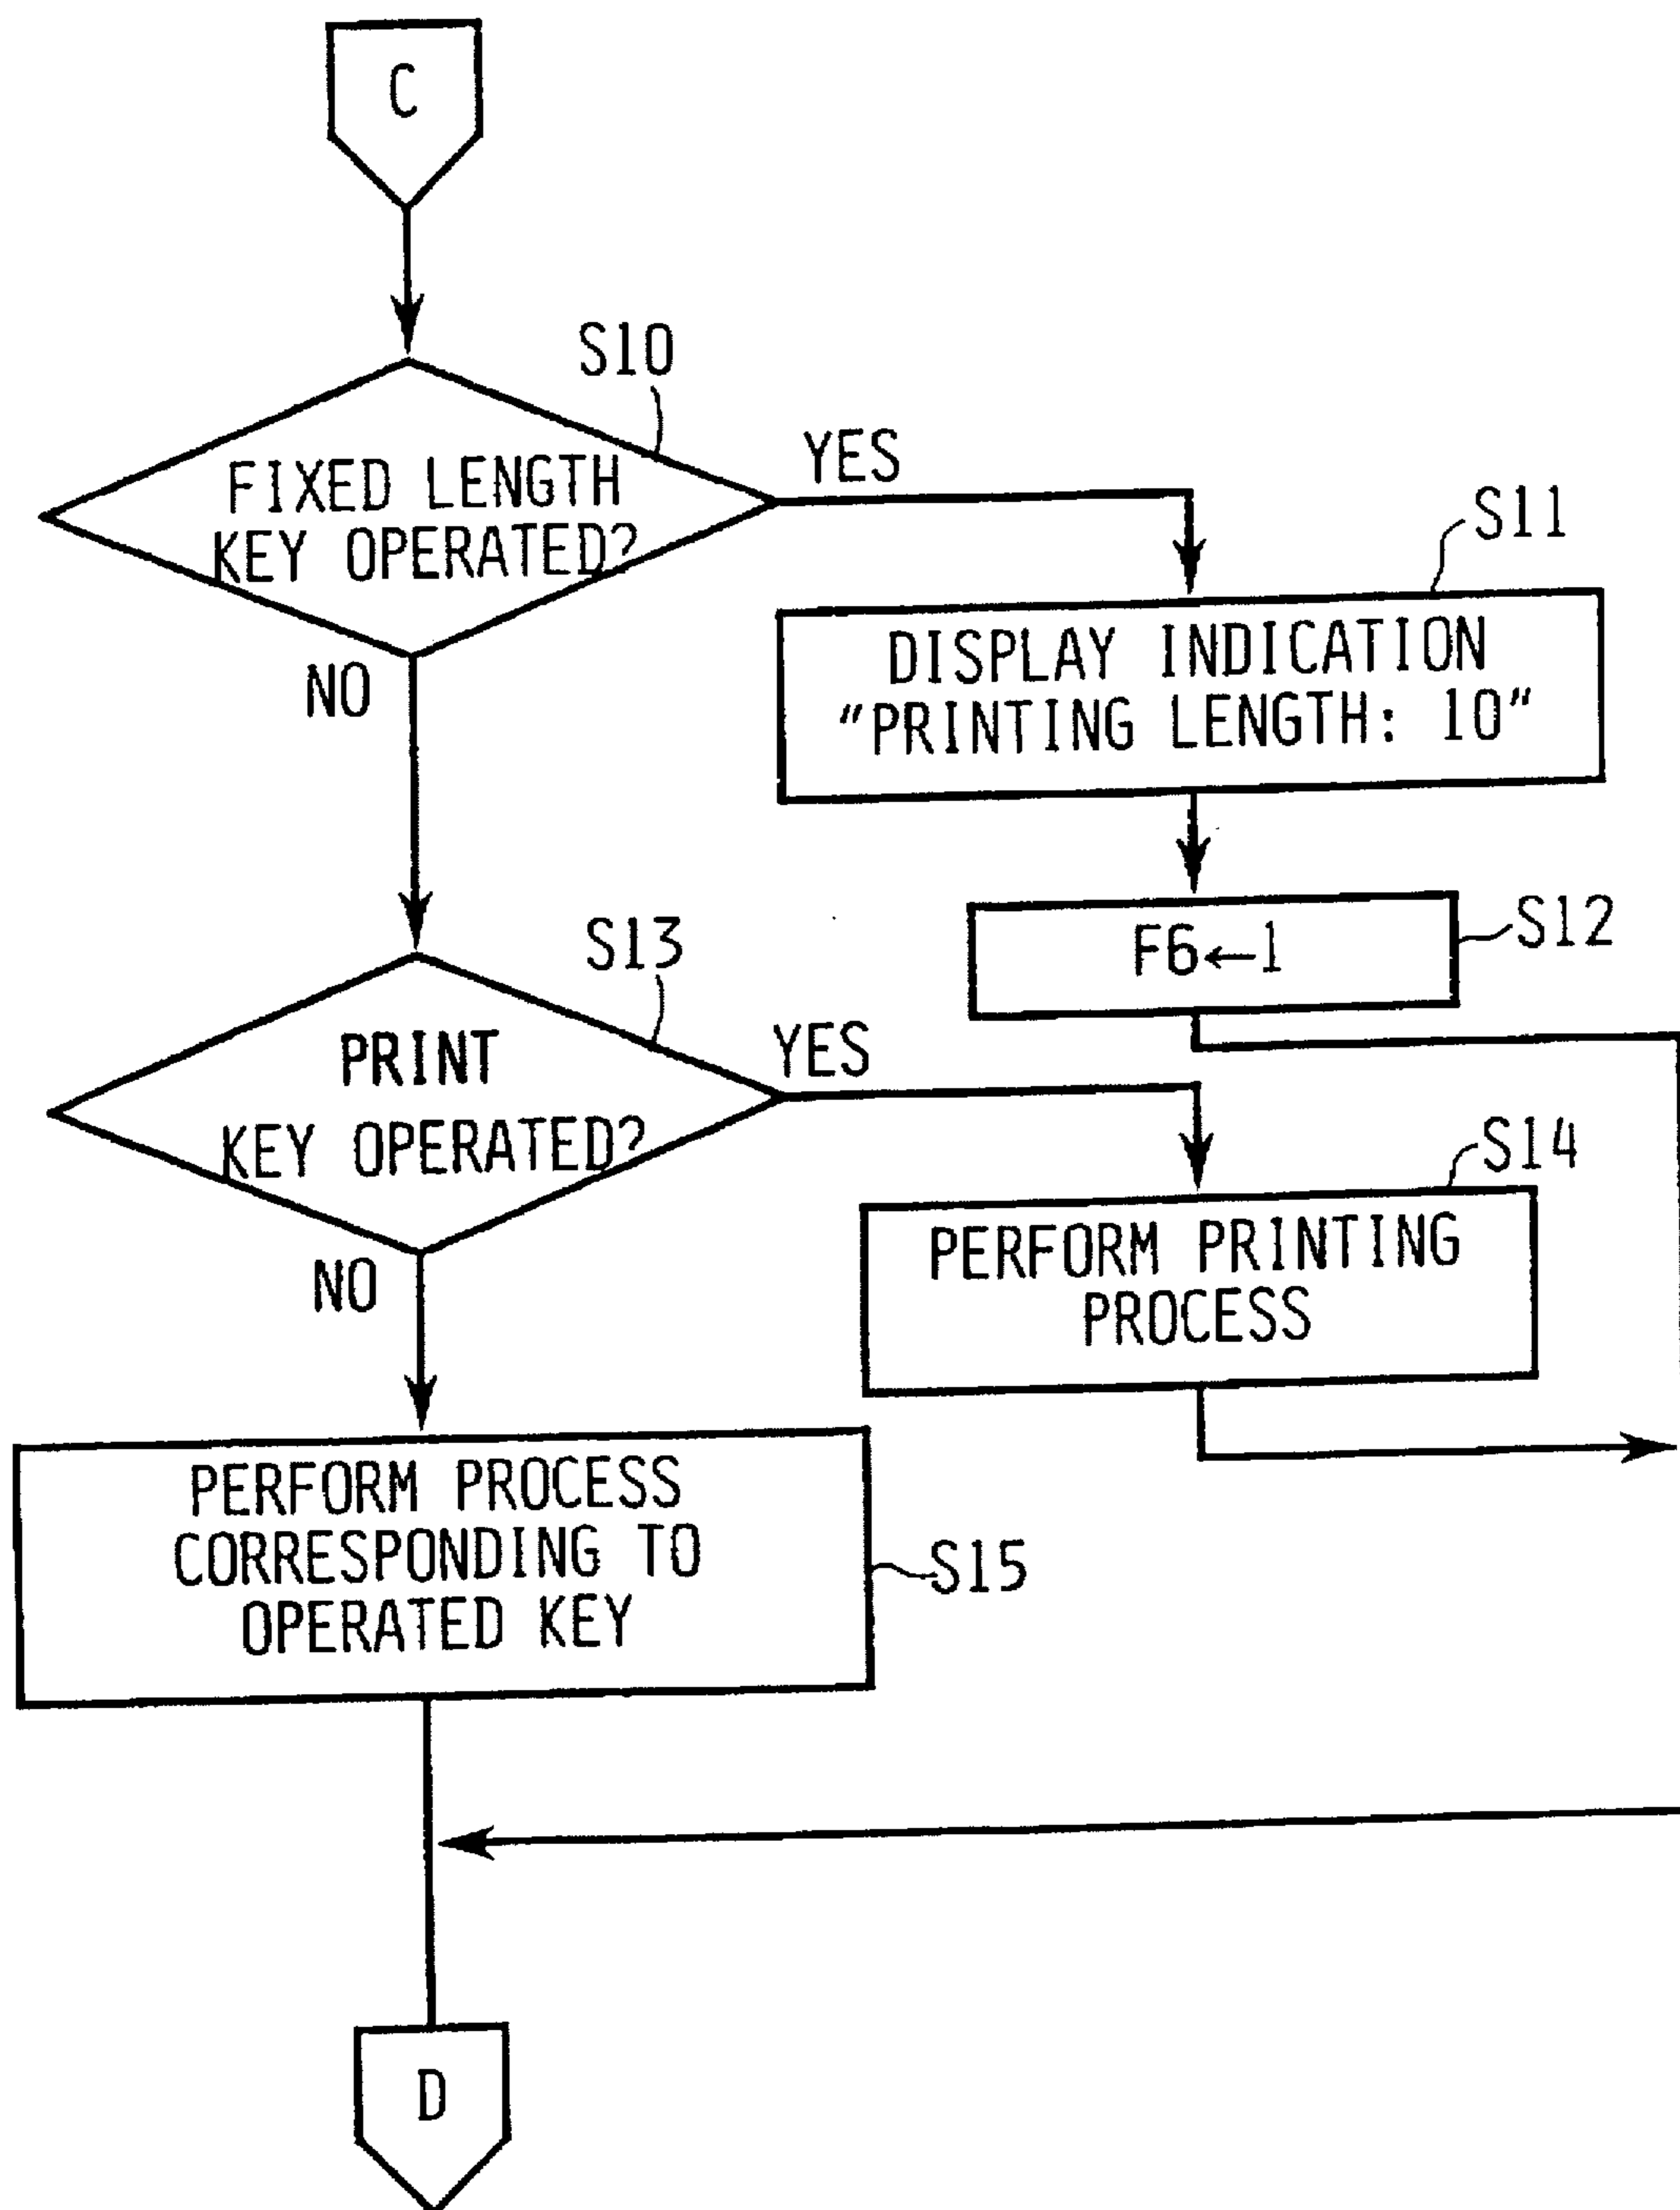 C
S10
FIXED LENGTH
KEY OPERATED?
YES
NO
S11
DISPLAY INDICATION
"PRINTING LENGTH: 10"
F6←1
S12
S13
PRINT
KEY OPERATED?
YES
NO
S14
PERFORM PRINTING
PROCESS
PERFORM PROCESS
CORRESPONDING TO
OPERATED KEY
S15
D